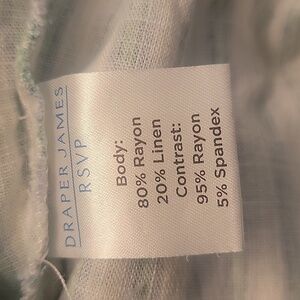 DRAPER JAMES
RSVP
Body:
80% Rayon
20% Linen
Contrast:
95% Rayon
5% Spandex